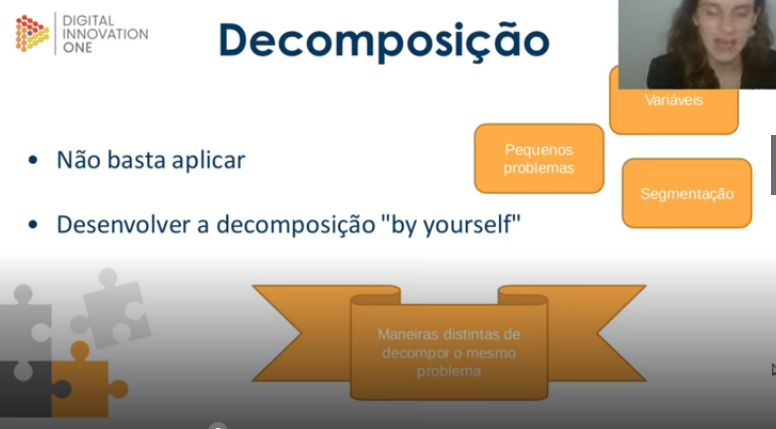 DIGITAL
INNOVATION
ONE
Decomposição
Variáveis
Pequenos
problemas
Segmentação
• Não basta aplicar
• Desenvolver a decomposição "by yourself"
Maneiras distintas de
decompor o mesmo
problema